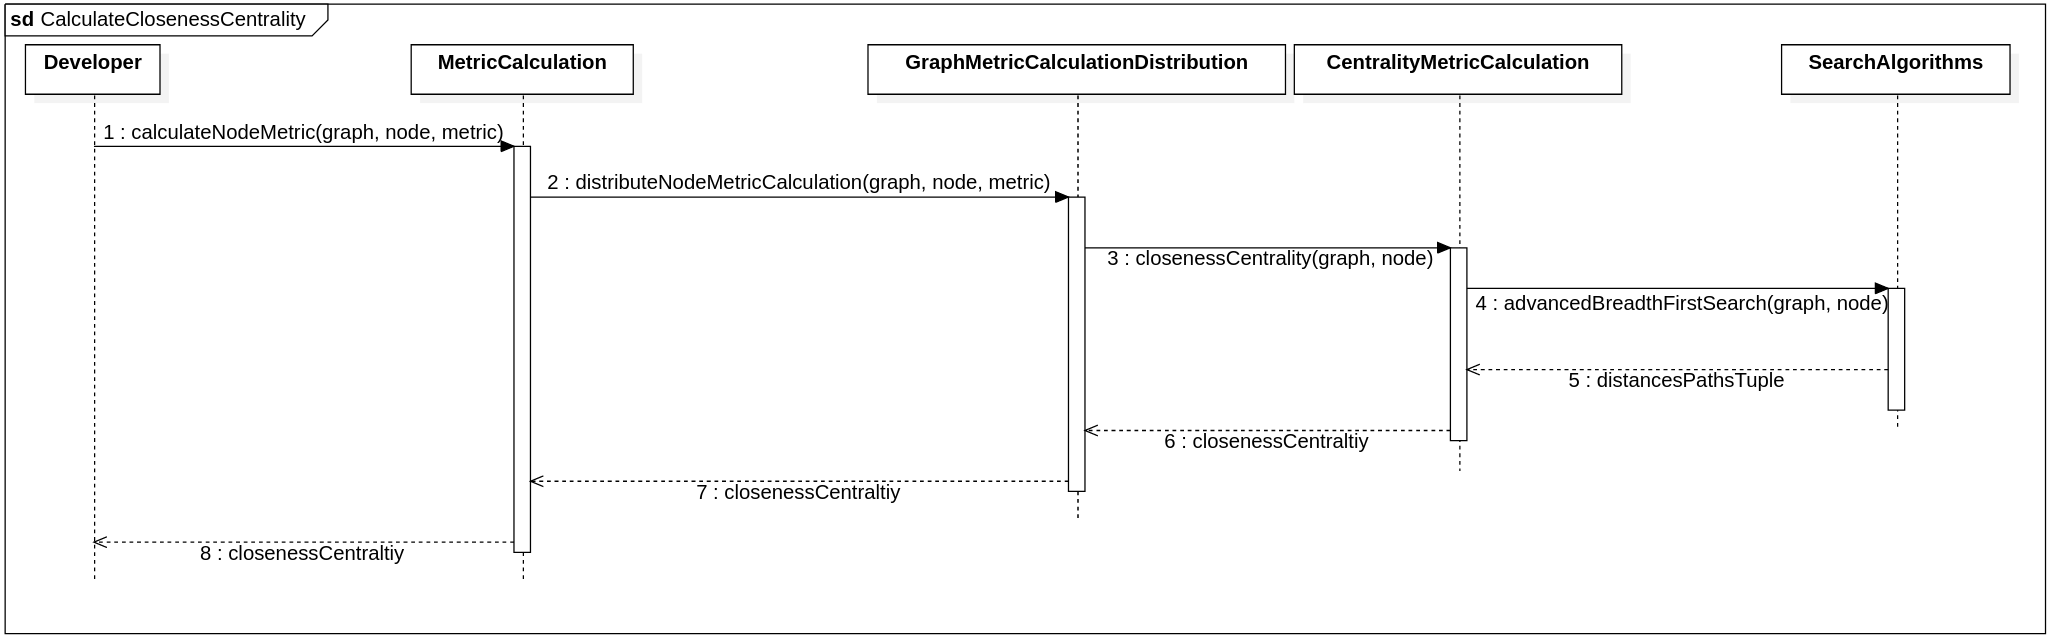 sd CalculateClosenessCentrality
Developer
MetricCalculation
GraphMetricCalculationDistribution
CentralityMetricCalculation
SearchAlgorithms
1 : calculateNodeMetric(graph, node, metric)
2 : distributeNodeMetricCalculation(graph, node, metric)
3 : closenessCentrality(graph, node)
4 : advancedBreadthFirstSearch(graph, node)
5 : distancesPathsTuple
6 : closenessCentraltiy
7 : closenessCentraltiy
8 : closenessCentraltiy